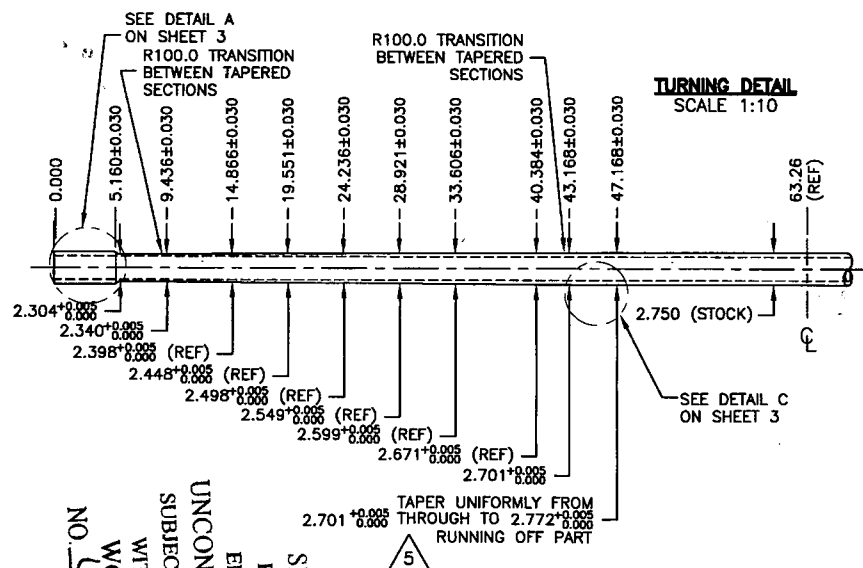 SEE DETAIL A
ON SHEET 3
R100.0 TRANSITION
BETWEEN TAPERED
SECTIONS
R100.0 TRANSITION
BETWEEN TAPERED
SECTIONS
TURNING DETAIL
SCALE 1:10
0.000
5.160±0.030
9.436±0.030
14.866±0.030
19.551±0.030
24.236±0.030
28.921±0.030
33.606±0.030
40.384±0.030
43.168±0.030
47.168±0.030
63.26
(REF)
2.304+0.005 0.000
2.340+0.005 0.000
2.398+0.005 0.000 (REF)
2.448+0.005 0.000 (REF)
2.498+0.005 0.000 (REF)
2.549+0.005 0.000 (REF)
2.599+0.005 0.000 (REF)
2.671+0.005 0.000 (REF)
2.701+0.005 0.000
2.750 (STOCK)
SEE DETAIL C
ON SHEET 3
TAPER UNIFORMLY FROM
2.701 +0.005 0.000 THROUGH TO 2.772+0.005 0.000
RUNNING OFF PART
5
UNCON
SUBJEC
WIT
WO
NO.